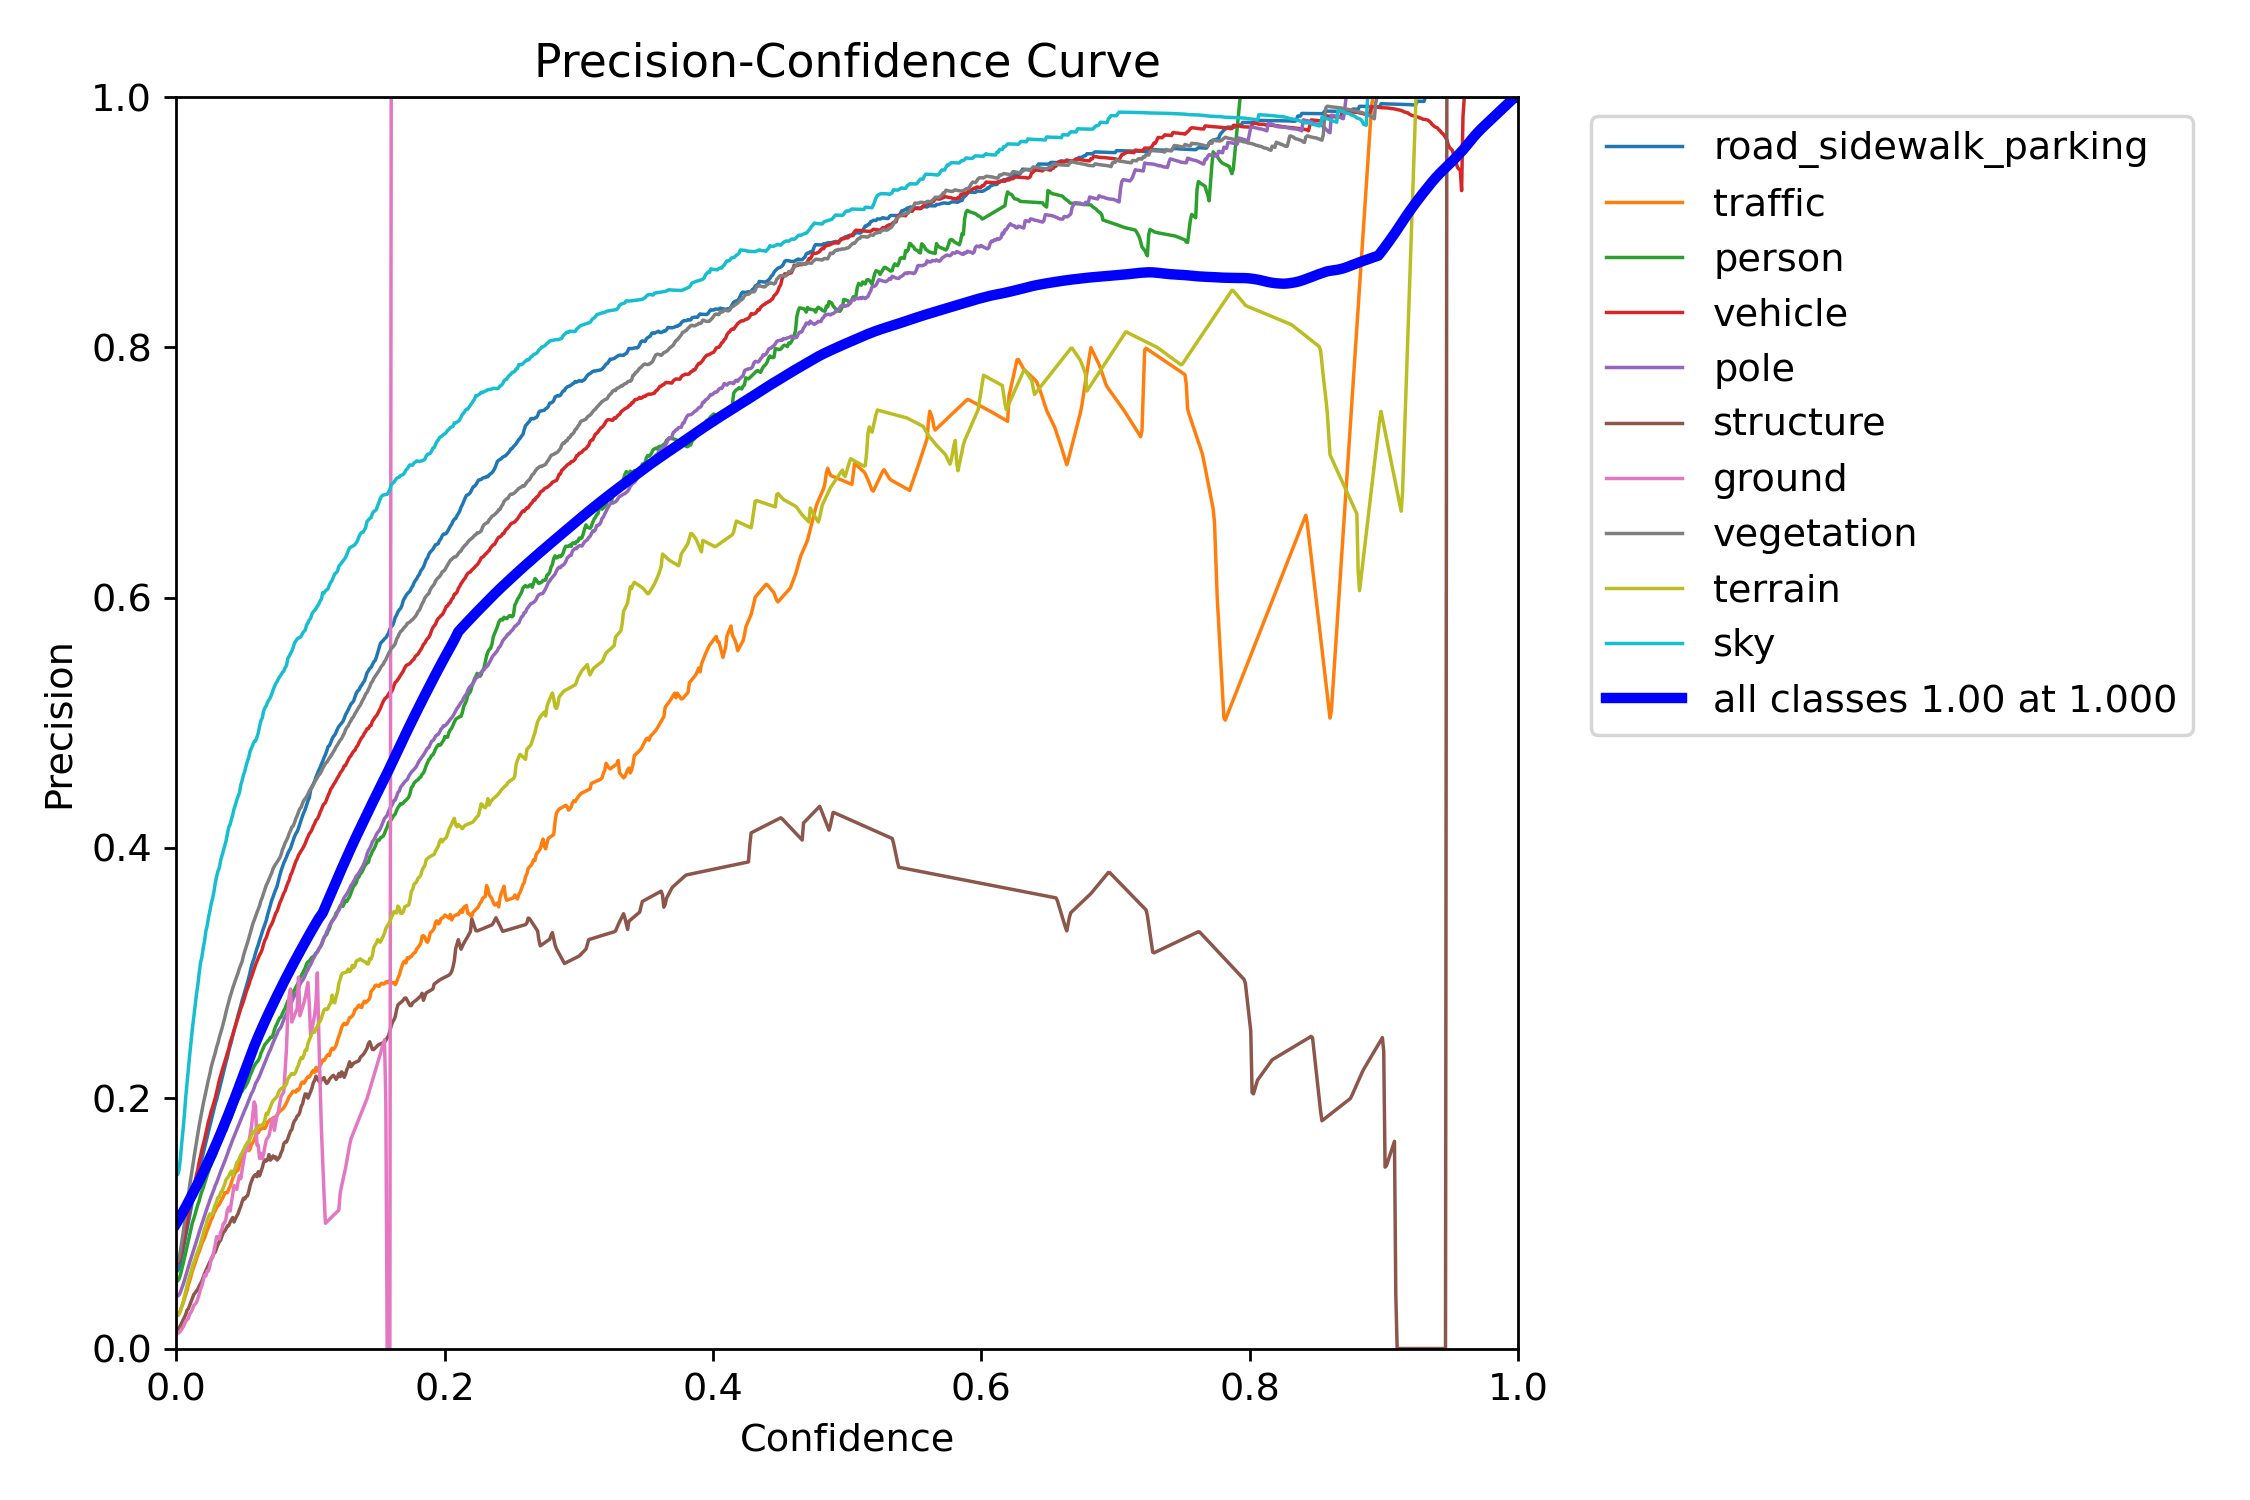 Precision-Confidence Curve
1.0
0.8
0.6
0.4
0.2
0.0
Precision
0.0 0.2 0.4 0.6 0.8 1.0
Confidence
road_sidewalk_parking
traffic
person
vehicle
pole
structure
ground
vegetation
terrain
sky
all classes 1.00 at 1.000